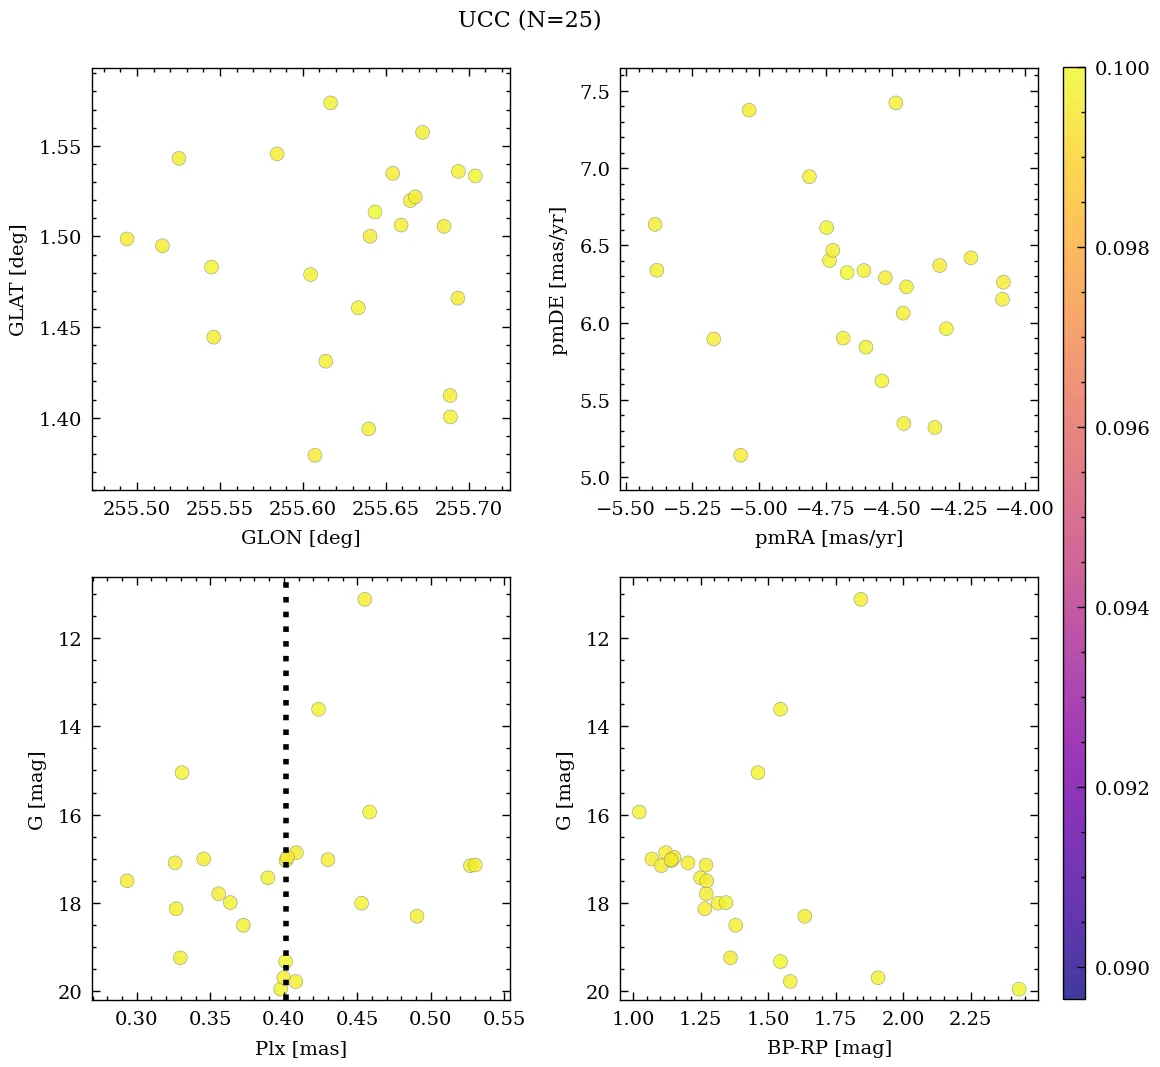 UCC (N=25)
1.55
1.50
1.45
1.40
GLAT [deg]
255.50 255.55 255.60 255.65 255.70
GLON [deg]
7.5
7.0
6.5
6.0
5.5
5.0
pmDE [mas/yr]
−5.50 −5.25 −5.00 −4.75 −4.50 −4.25 −4.00
pmRA [mas/yr]
12
14
16
18
20
G [mag]
0.30 0.35 0.40 0.45 0.50 0.55
Plx [mas]
12
14
16
18
20
G [mag]
1.00 1.25 1.50 1.75 2.00 2.25
BP-RP [mag]
0.100
0.098
0.096
0.094
0.092
0.090